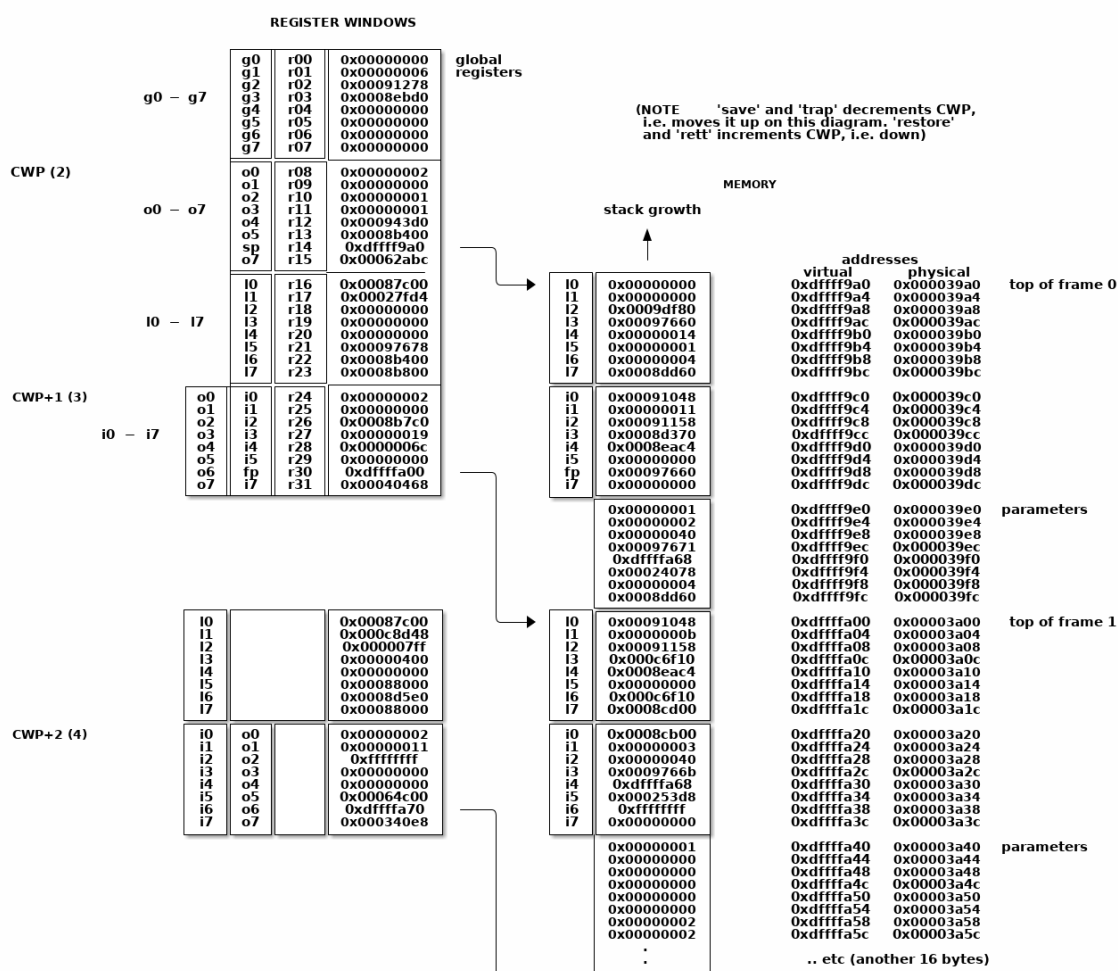 REGISTER WINDOWS
g0 r00 0x00000000 global
g1 r01 0x00000006 registers
g2 r02 0x00091278
g0 – g7 g3 r03 0x0008ebd0
g4 r04 0x00000000 (NOTE 'save' and 'trap' decrements CWP,
g5 r05 0x00000000 i.e. moves it up on this diagram. 'restore'
g6 r06 0x00000000 and 'rett' increments CWP, i.e. down)
g7 r07 0x00000000
CWP (2) o0 r08 0x00000002
o1 r09 0x00000000 MEMORY
o2 r10 0x00000001
o0 – o7 o3 r11 0x00000001 stack growth
o4 r12 0x000943d0
o5 r13 0x0008b400
sp r14 0xdffff9a0
o7 r15 0x00062abc addresses
virtual physical
l0 r16 0x00087c00 l0 0x00000000 0xdffff9a0 0x000039a0 top of frame 0
l1 r17 0x00027fd4 l1 0x00000000 0xdffff9a4 0x000039a4
l2 r18 0x00000000 l2 0x0009df80 0xdffff9a8 0x000039a8
l0 – l7 l3 r19 0x00000000 l3 0x00097660 0xdffff9ac 0x000039ac
l4 r20 0x00000000 l4 0x00000014 0xdffff9b0 0x000039b0
l5 r21 0x00097678 l5 0x00000001 0xdffff9b4 0x000039b4
l6 r22 0x0008b400 l6 0x00000004 0xdffff9b8 0x000039b8
l7 r23 0x0008b800 l7 0x0008dd60 0xdffff9bc 0x000039bc
CWP+1 (3) o0 i0 r24 0x00000002 i0 0x00091048 0xdffff9c0 0x000039c0
o1 i1 r25 0x00000000 i1 0x00000011 0xdffff9c4 0x000039c4
o2 i2 r26 0x0008b7c0 i2 0x00091158 0xdffff9c8 0x000039c8
i0 – i7 o3 i3 r27 0x00000019 i3 0x0008d370 0xdffff9cc 0x000039cc
o4 i4 r28 0x0000006c i4 0x0008eac4 0xdffff9d0 0x000039d0
o5 i5 r29 0x00000000 i5 0x00000000 0xdffff9d4 0x000039d4
o6 fp r30 0xdffffa00 fp 0x00097660 0xdffff9d8 0x000039d8
o7 i7 r31 0x00040468 i7 0x00000000 0xdffff9dc 0x000039dc
0x00000001 0xdffff9e0 0x000039e0 parameters
0x00000002 0xdffff9e4 0x000039e4
0x00000040 0xdffff9e8 0x000039e8
0x00097671 0xdffff9ec 0x000039ec
0xdffffa68 0xdffff9f0 0x000039f0
0x00024078 0xdffff9f4 0x000039f4
0x00000004 0xdffff9f8 0x000039f8
0x0008dd60 0xdffff9fc 0x000039fc
l0 0x00087c00 l0 0x00091048 0xdffffa00 0x00003a00 top of frame 1
l1 0x000c8d48 l1 0x0000000b 0xdffffa04 0x00003a04
l2 0x000007ff l2 0x00091158 0xdffffa08 0x00003a08
l3 0x00000400 l3 0x000c6f10 0xdffffa0c 0x00003a0c
l4 0x00000000 l4 0x0008eac4 0xdffffa10 0x00003a10
l5 0x00088000 l5 0x00000000 0xdffffa14 0x00003a14
l6 0x0008d5e0 l6 0x000c6f10 0xdffffa18 0x00003a18
l7 0x00088000 l7 0x0008cd00 0xdffffa1c 0x00003a1c
CWP+2 (4) i0 o0 0x00000002 i0 0x0008cb00 0xdffffa20 0x00003a20
i1 o1 0x00000011 i1 0x00000003 0xdffffa24 0x00003a24
i2 o2 0xffffffff i2 0x00000040 0xdffffa28 0x00003a28
i3 o3 0x00000000 i3 0x0009766b 0xdffffa2c 0x00003a2c
i4 o4 0x00000000 i4 0xdffffa68 0xdffffa30 0x00003a30
i5 o5 0x00064c00 i5 0x000253d8 0xdffffa34 0x00003a34
i6 o6 0xdffffa70 i6 0xffffffff 0xdffffa38 0x00003a38
i7 o7 0x000340e8 i7 0x00000000 0xdffffa3c 0x00003a3c
0x00000001 0xdffffa40 0x00003a40 parameters
0x00000000 0xdffffa44 0x00003a44
0x00000000 0xdffffa48 0x00003a48
0x00000000 0xdffffa4c 0x00003a4c
0x00000000 0xdffffa50 0x00003a50
0x00000000 0xdffffa54 0x00003a54
0x00000002 0xdffffa58 0x00003a58
0x00000002 0xdffffa5c 0x00003a5c
.
. .. etc (another 16 bytes)